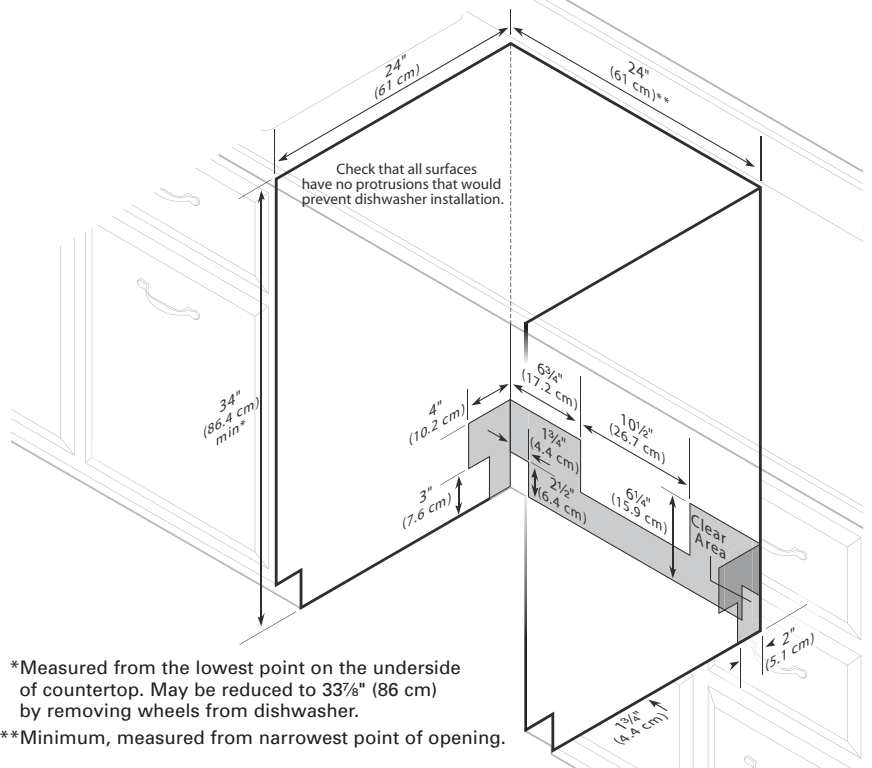 24"
(61 cm)
24"
(61 cm)**
Check that all surfaces
have no protrusions that would
prevent dishwasher installation.
34"
(86.4 cm)
min*
4"
(10.2 cm)
6¾"
(17.2 cm)
10½"
(26.7 cm)
1¾"
(4.4 cm)
3"
(7.6 cm)
2½"
(6.4 cm)
6¼"
(15.9 cm)
Clear
Area
2"
(5.1 cm)
1¾"
(4.4 cm)
*Measured from the lowest point on the underside
of countertop. May be reduced to 33⅞" (86 cm)
by removing wheels from dishwasher.
**Minimum, measured from narrowest point of opening.